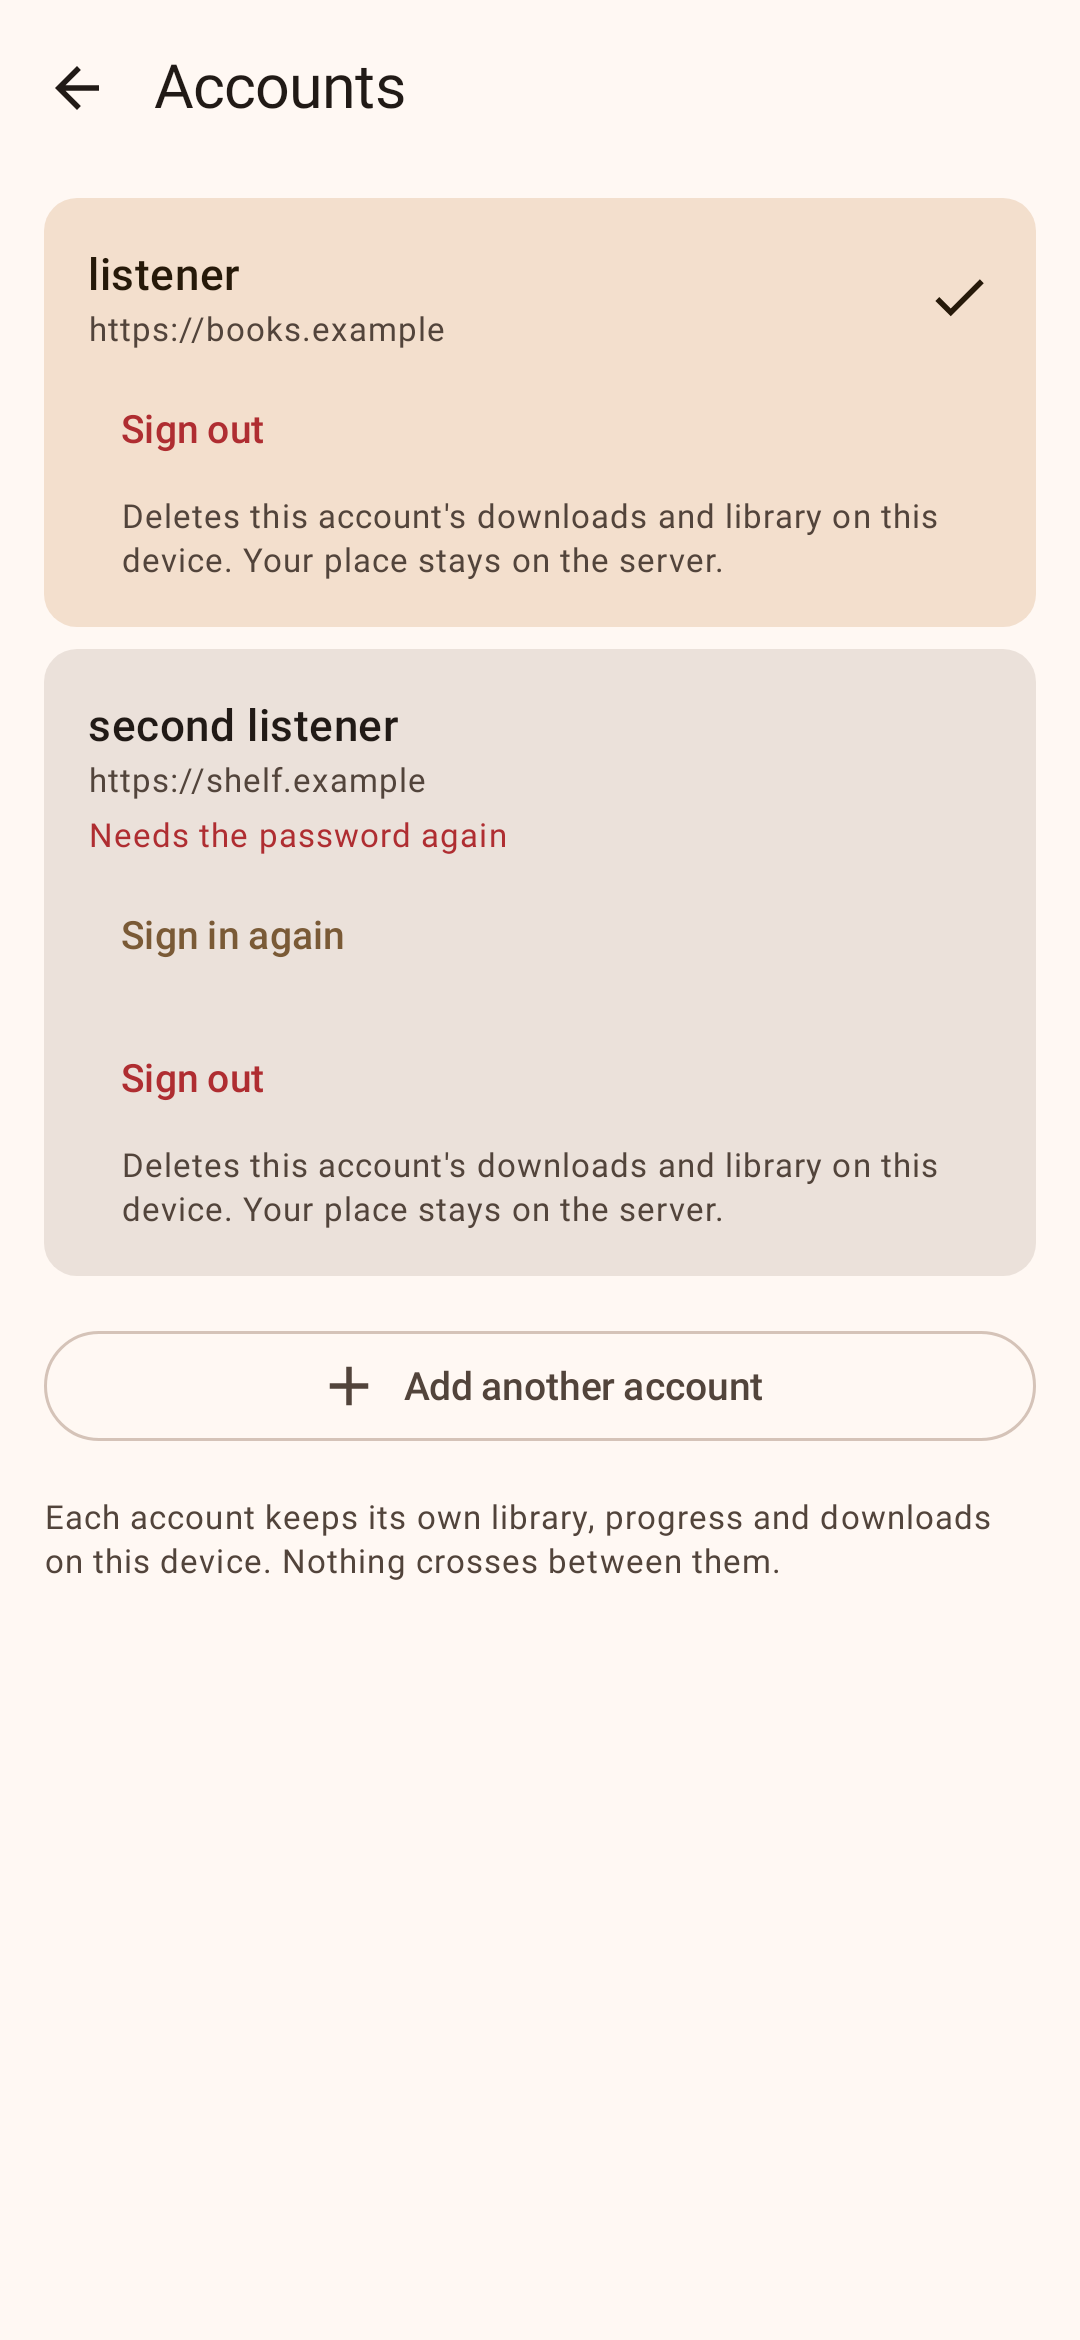 Accounts
listener
https://books.example
Sign out
Deletes this account's downloads and library on this
device. Your place stays on the server.
second listener
https://shelf.example
Needs the password again
Sign in again
Sign out
Deletes this account's downloads and library on this
device. Your place stays on the server.
Add another account
Each account keeps its own library, progress and downloads
on this device. Nothing crosses between them.